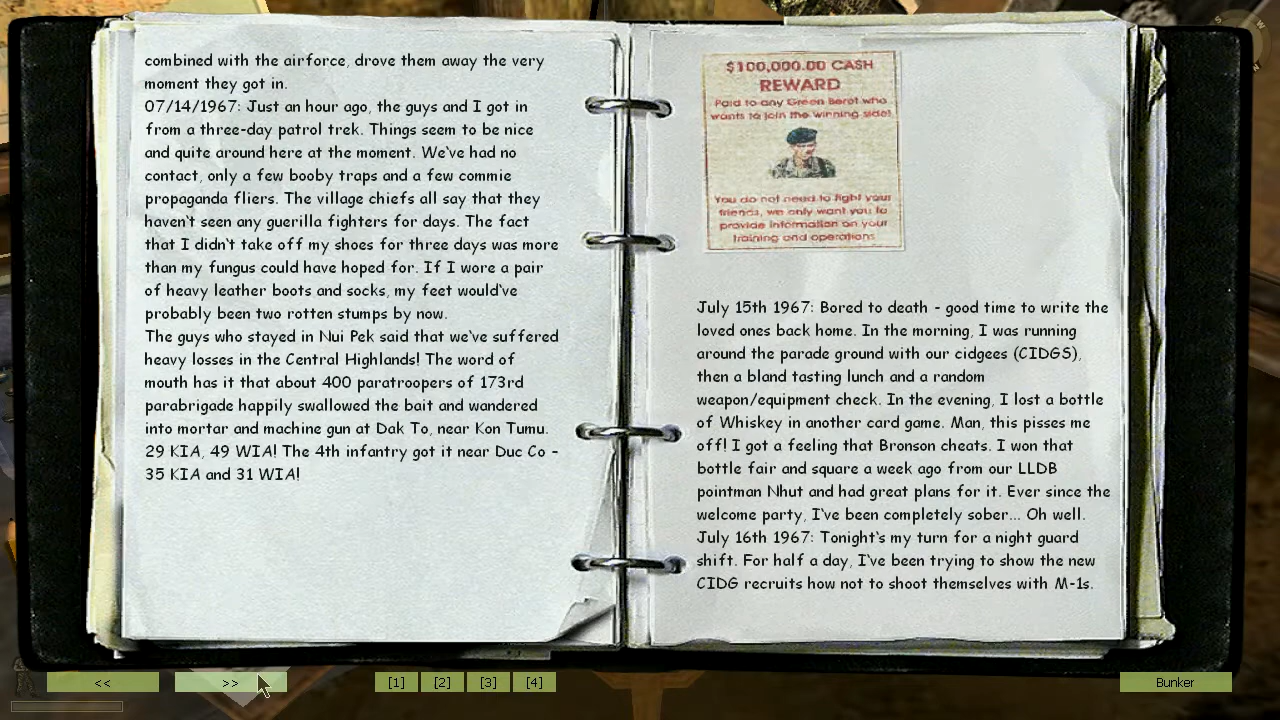 combined with the airforce, drove them away the very
moment they got in.
07/14/1967: Just an hour ago, the guys and I got in
from a three-day patrol trek. Things seem to be nice
and quite around here at the moment. We've had no
contact, only a few booby traps and a few commie
propaganda fliers. The village chiefs all say that they
haven't seen any guerilla fighters for days. The fact
that I didn't take off my shoes for three days was more
than my fungus could have hoped for. If I wore a pair
of heavy leather boots and socks, my feet would've
probably been two rotten stumps by now.
The guys who stayed in Nui Pek said that we've suffered
heavy losses in the Central Highlands! The word of
mouth has it that about 400 paratroopers of 173rd
parabrigade happily swallowed the bait and wandered
into mortar and machine gun at Dak To, near Kon Tumu.
29 KIA, 49 WIA! The 4th infantry got it near Duc Co -
35 KIA and 31 WIA!
$100,000.00 CASH
REWARD
Paid to any Green Beret who
wants to join the winning side!
You do not need to fight your
friends, we only want you to
provide information on your
training and operations
July 15th 1967: Bored to death - good time to write the
loved ones back home. In the morning, I was running
around the parade ground with our cidgees (CIDGS),
then a bland tasting lunch and a random
weapon/equipment check. In the evening, I lost a bottle
of Whiskey in another card game. Man, this pisses me
off! I got a feeling that Bronson cheats. I won that
bottle fair and square a week ago from our LLDB
pointman Nhut and had great plans for it. Ever since the
welcome party, I've been completely sober... Oh well.
July 16th 1967: Tonight's my turn for a night guard
shift. For half a day, I've been trying to show the new
CIDG recruits how not to shoot themselves with M-1s.
<< >> [1] [2] [3] [4] Bunker
S W N